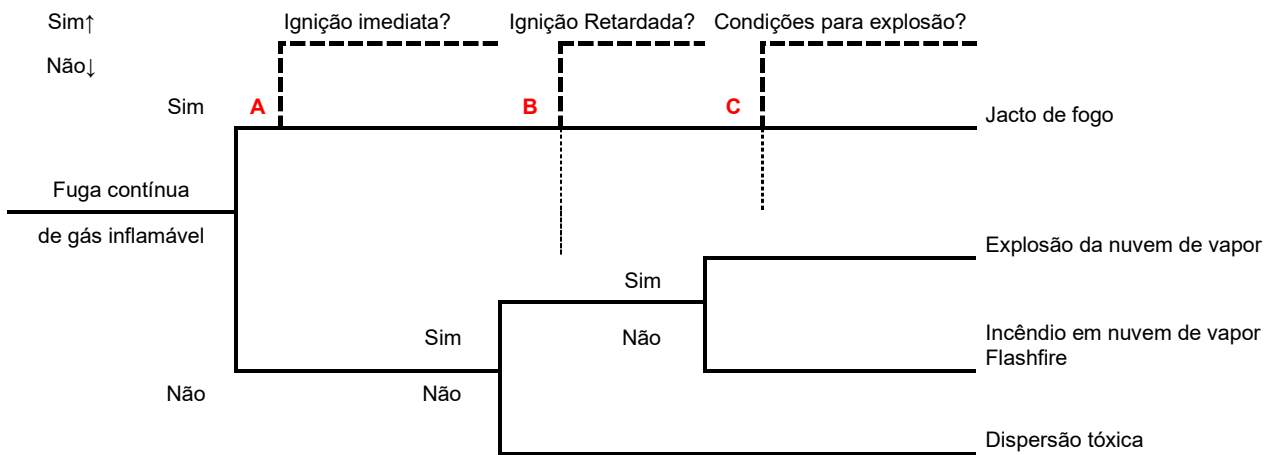 Sim↑
Ignição imediata?
Ignição Retardada?
Condições para explosão?
Não↓
Sim
A
B
C
Jacto de fogo
Fuga contínua
de gás inflamável
Explosão da nuvem de vapor
Sim
Sim
Não
Incêndio em nuvem de vapor
Flashfire
Não
Não
Dispersão tóxica